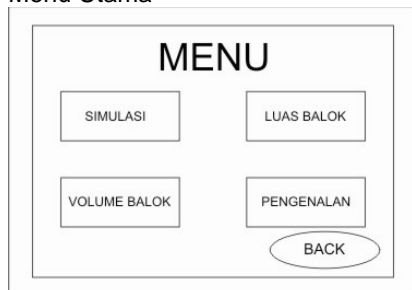 Menu Utama
MENU
SIMULASI
LUAS BALOK
VOLUME BALOK
PENGENALAN
BACK